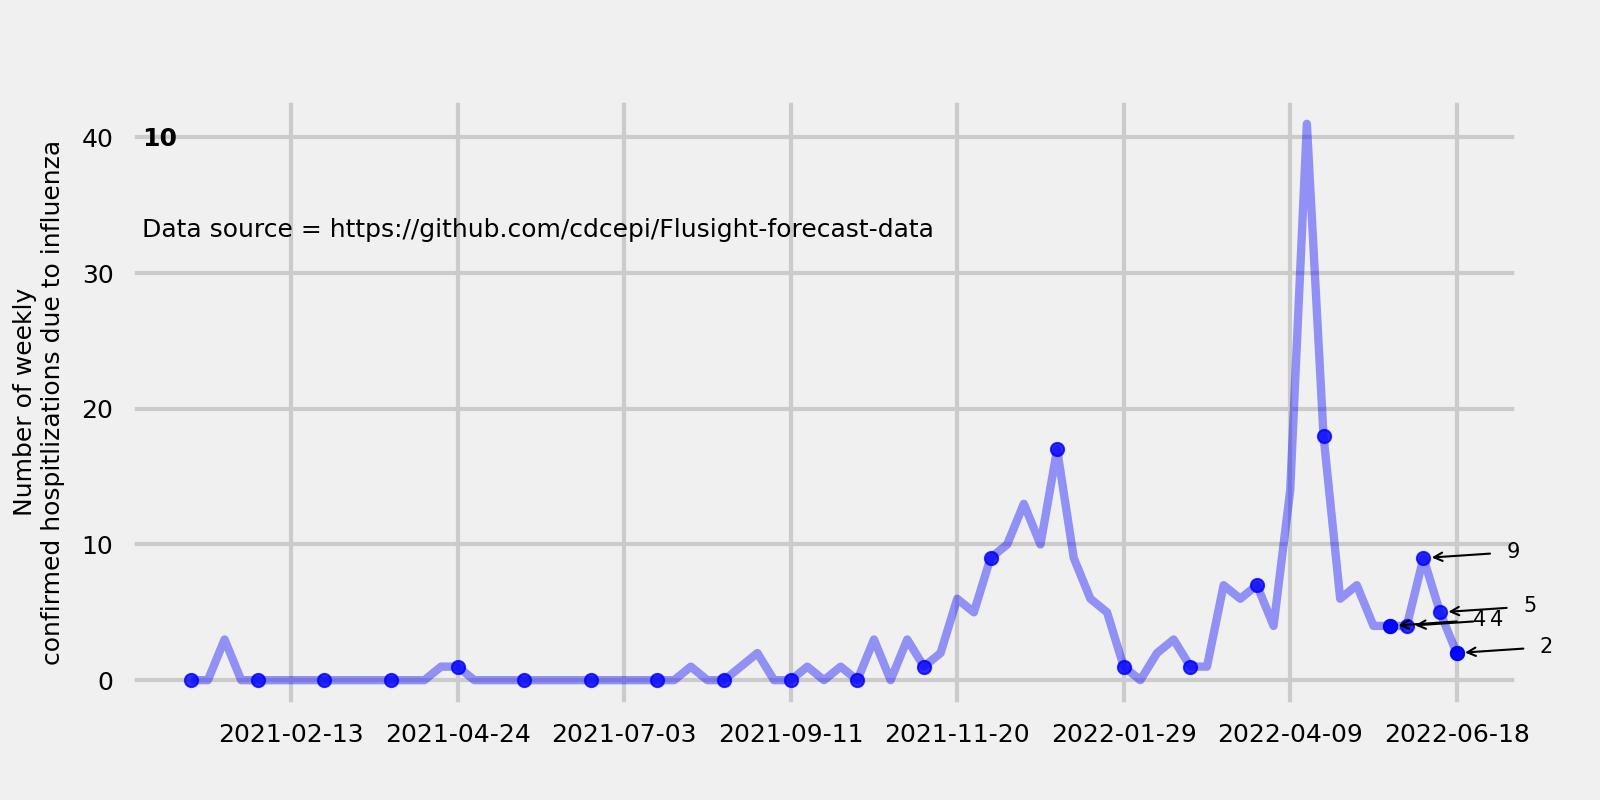 10
Data source = https://github.com/cdcepi/Flusight-forecast-data
Number of weekly
confirmed hospitlizations due to influenza
40
30
20
10
0
9
5
4 4
2
2021-02-13 2021-04-24 2021-07-03 2021-09-11 2021-11-20 2022-01-29 2022-04-09 2022-06-18